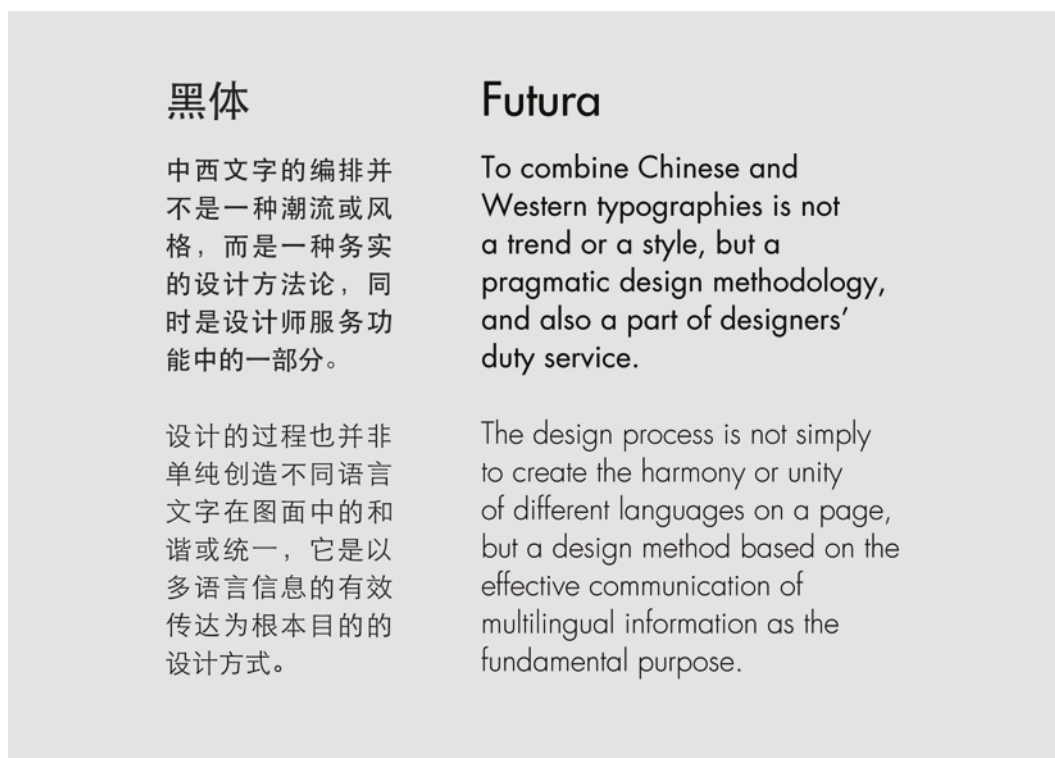 黑体
中西文字的编排并
不是一种潮流或风
格，而是一种务实
的设计方法论，同
时是设计师服务功
能中的一部分。
设计的过程也并非
单纯创造不同语言
文字在图面中的和
谐或统一，它是以
多语言信息的有效
传达为根本目的的
设计方式。
Futura
To combine Chinese and
Western typographies is not
a trend or a style, but a
pragmatic design methodology,
and also a part of designers’
duty service.
The design process is not simply
to create the harmony or unity
of different languages on a page,
but a design method based on the
effective communication of
multilingual information as the
fundamental purpose.